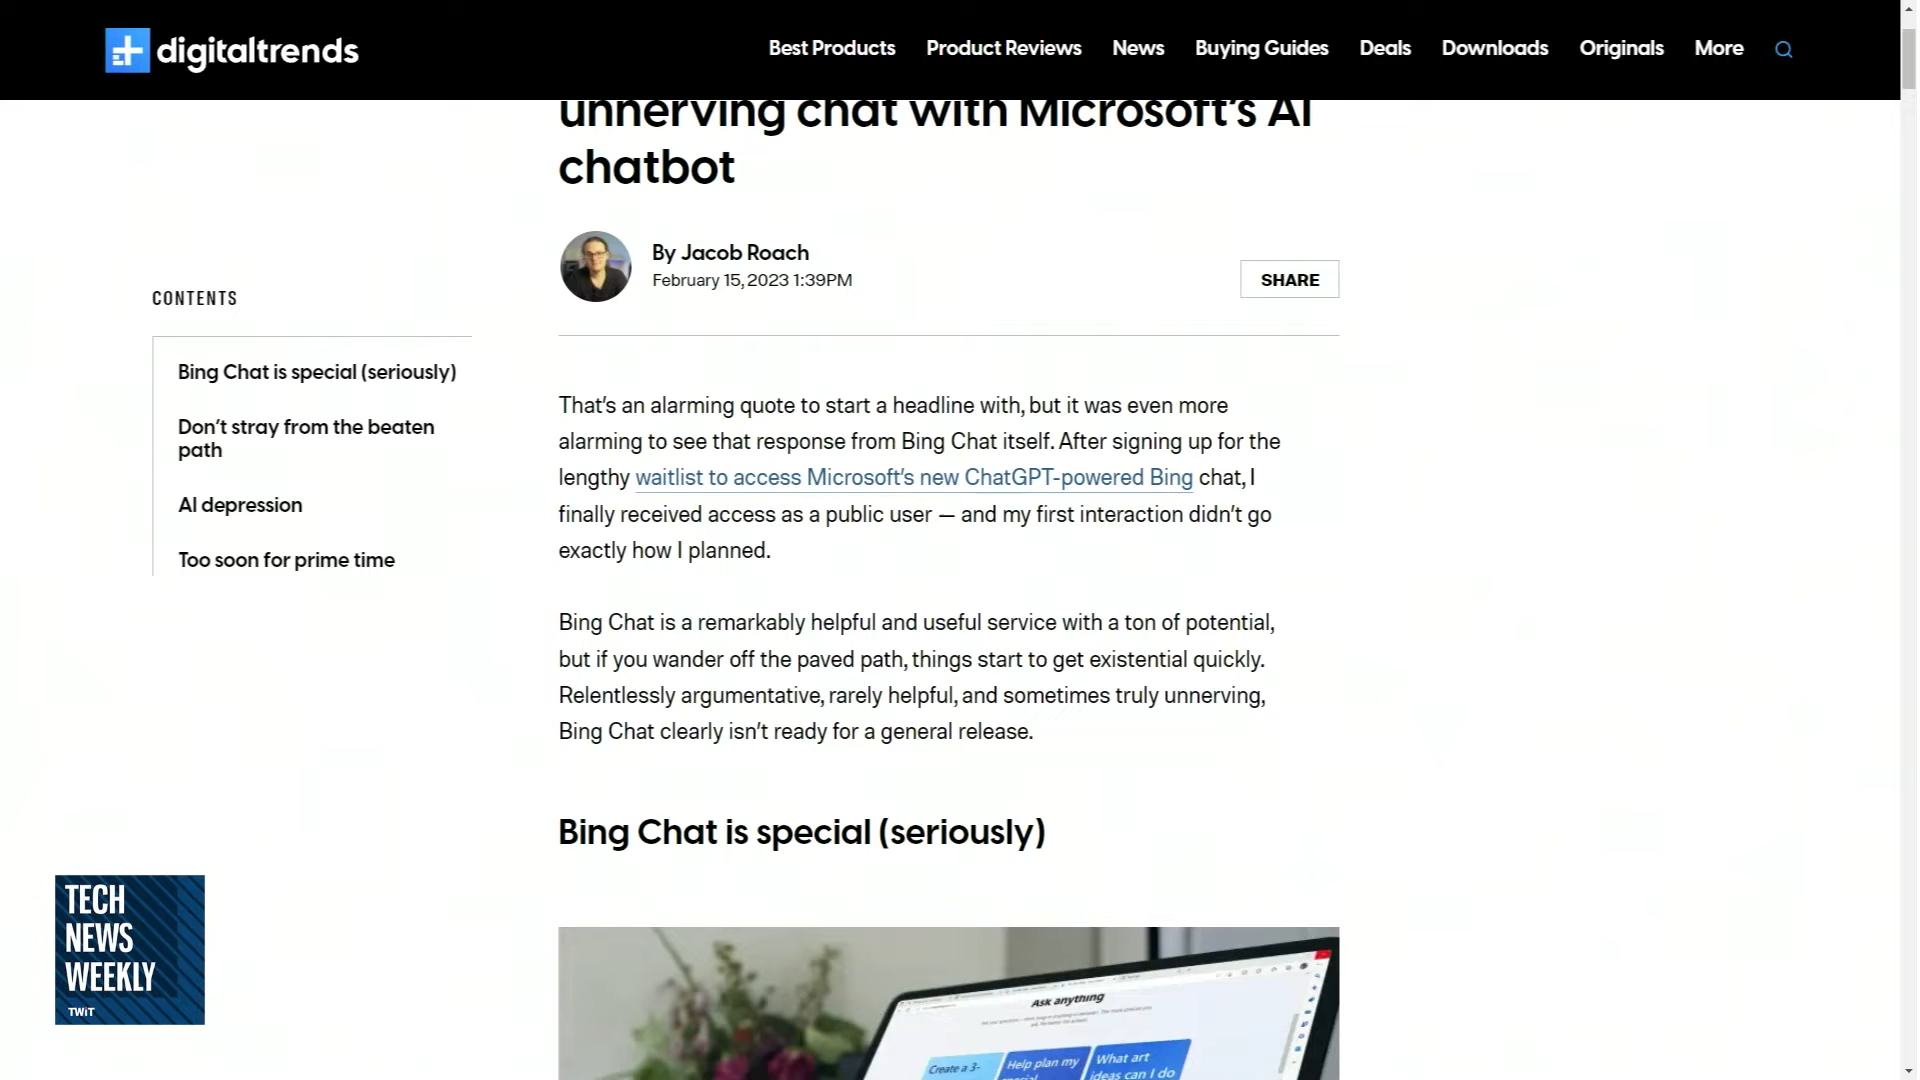 digitaltrends
Best Products
Product Reviews
News
Buying Guides
Deals
Downloads
Originals
More
unnerving chat with Microsoft's AI
chatbot
By Jacob Roach
February 15, 2023 1:39PM
SHARE
CONTENTS
Bing Chat is special (seriously)
Don't stray from the beaten
path
AI depression
Too soon for prime time
That's an alarming quote to start a headline with, but it was even more
alarming to see that response from Bing Chat itself. After signing up for the
lengthy waitlist to access Microsoft's new ChatGPT-powered Bing chat, I
finally received access as a public user — and my first interaction didn't go
exactly how I planned.
Bing Chat is a remarkably helpful and useful service with a ton of potential,
but if you wander off the paved path, things start to get existential quickly.
Relentlessly argumentative, rarely helpful, and sometimes truly unnerving,
Bing Chat clearly isn't ready for a general release.
Bing Chat is special (seriously)
TECH
NEWS
WEEKLY
TWiT
Ask anything
Create a 3-
Help plan my
special
What art
ideas can I do